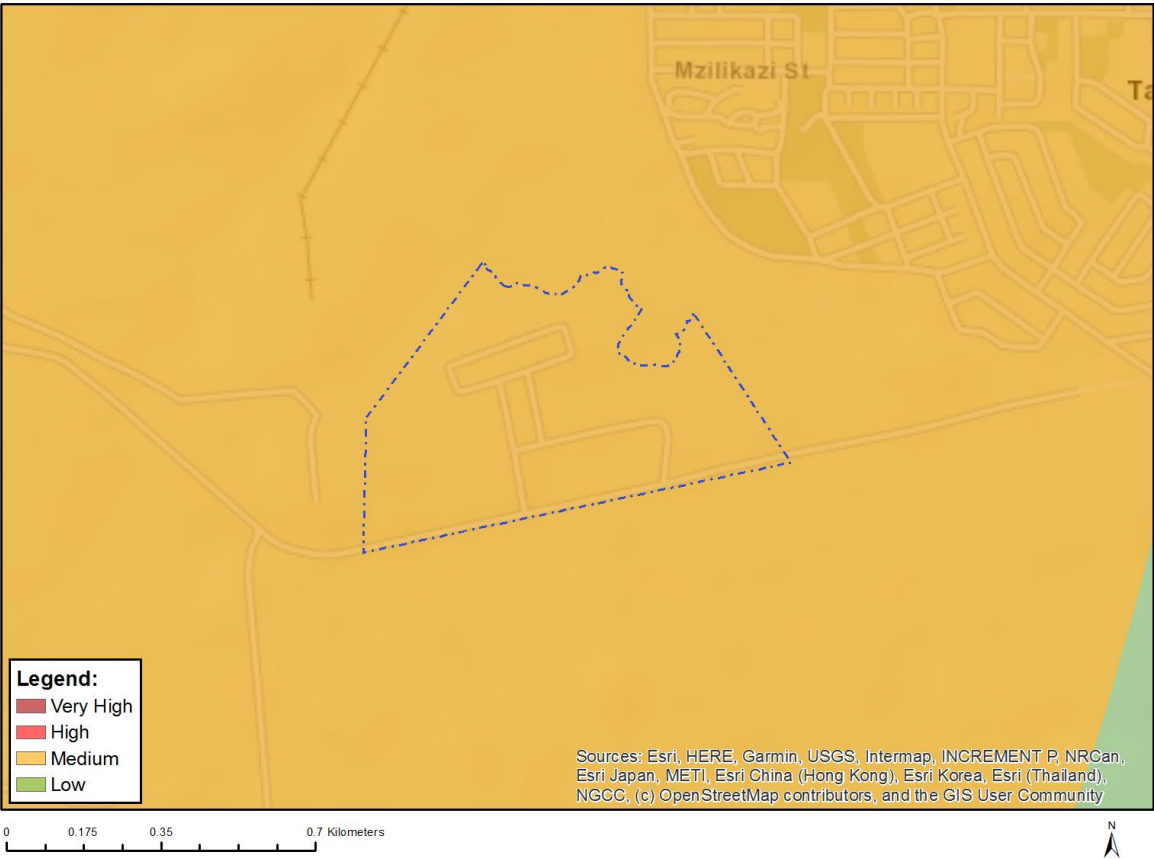 Mzilikazi St
Ta
Legend:
Very High
High
Medium
Low
Sources: Esri, HERE, Garmin, USGS, Intermap, INCREMENT P, NRCan,
Esri Japan, METI, Esri China (Hong Kong), Esri Korea, Esri (Thailand),
NGCC, (c) OpenStreetMap contributors, and the GIS User Community
0 0.175 0.35 0.7 Kilometers
N